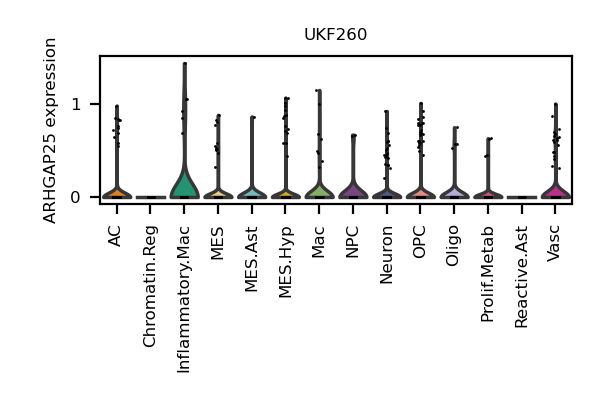 UKF260
ARHGAP25 expression
1
0
AC
Chromatin.Reg
Inflammatory.Mac
MES
MES.Ast
MES.Hyp
Mac
NPC
Neuron
OPC
Oligo
Prolif.Metab
Reactive.Ast
Vasc